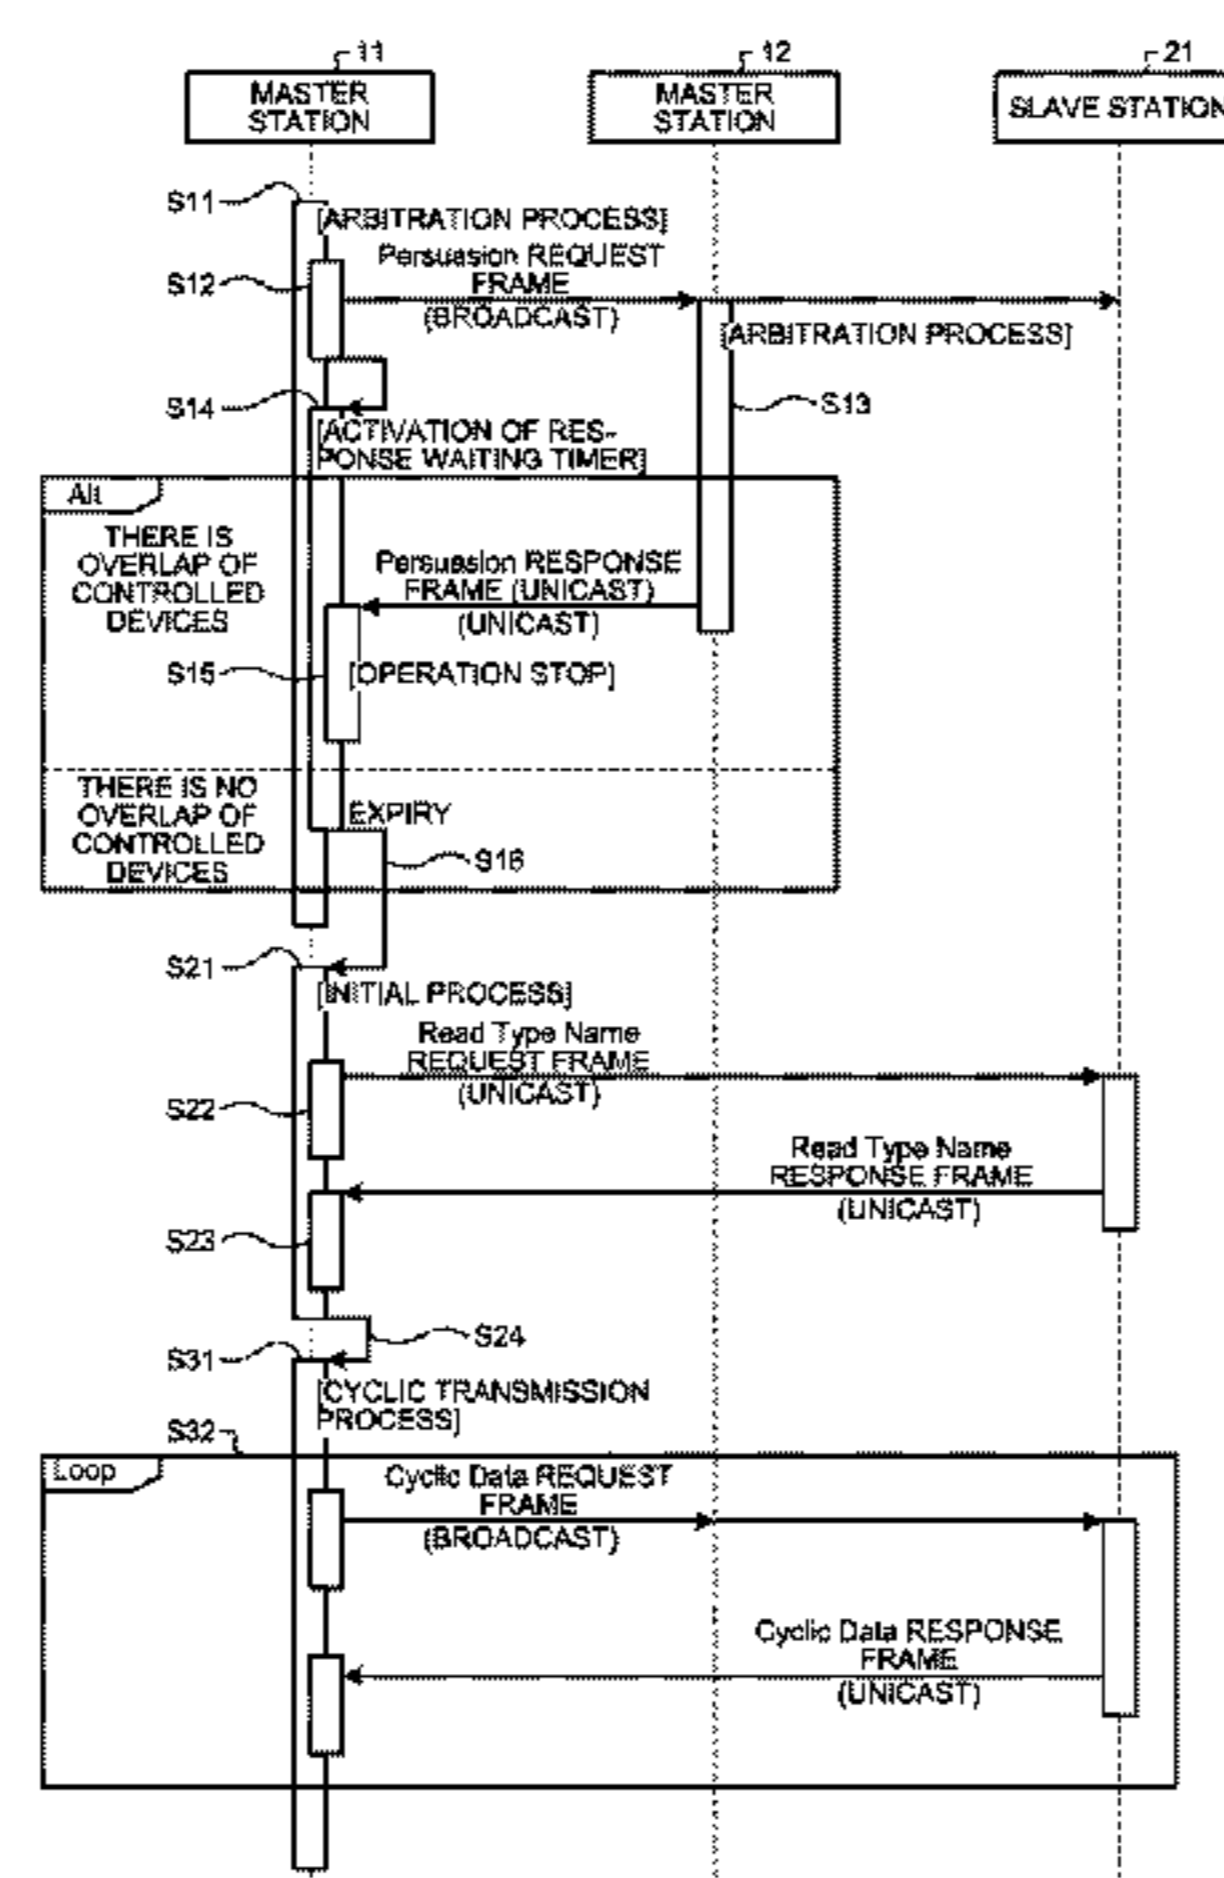 11
12
21
MASTER
STATION
MASTER
STATION
SLAVE STATION
S11
[ARBITRATION PROCESS]
S12
Persuasion REQUEST
FRAME
(BROADCAST)
[ARBITRATION PROCESS]
S14
S13
[ACTIVATION OF RES-
PONSE WAITING TIMER]
Alt
THERE IS
OVERLAP OF
CONTROLLED
DEVICES
Persuasion RESPONSE
FRAME (UNICAST)
(UNICAST)
S15
[OPERATION STOP]
THERE IS NO
OVERLAP OF
CONTROLLED
DEVICES
EXPIRY
S16
S21
[INITIAL PROCESS]
Read Type Name
REQUEST FRAME
(UNICAST)
S22
Read Type Name
RESPONSE FRAME
(UNICAST)
S23
S24
S31
[CYCLIC TRANSMISSION
PROCESS]
S32
Loop
Cyclic Data REQUEST
FRAME
(BROADCAST)
Cyclic Data RESPONSE
FRAME
(UNICAST)